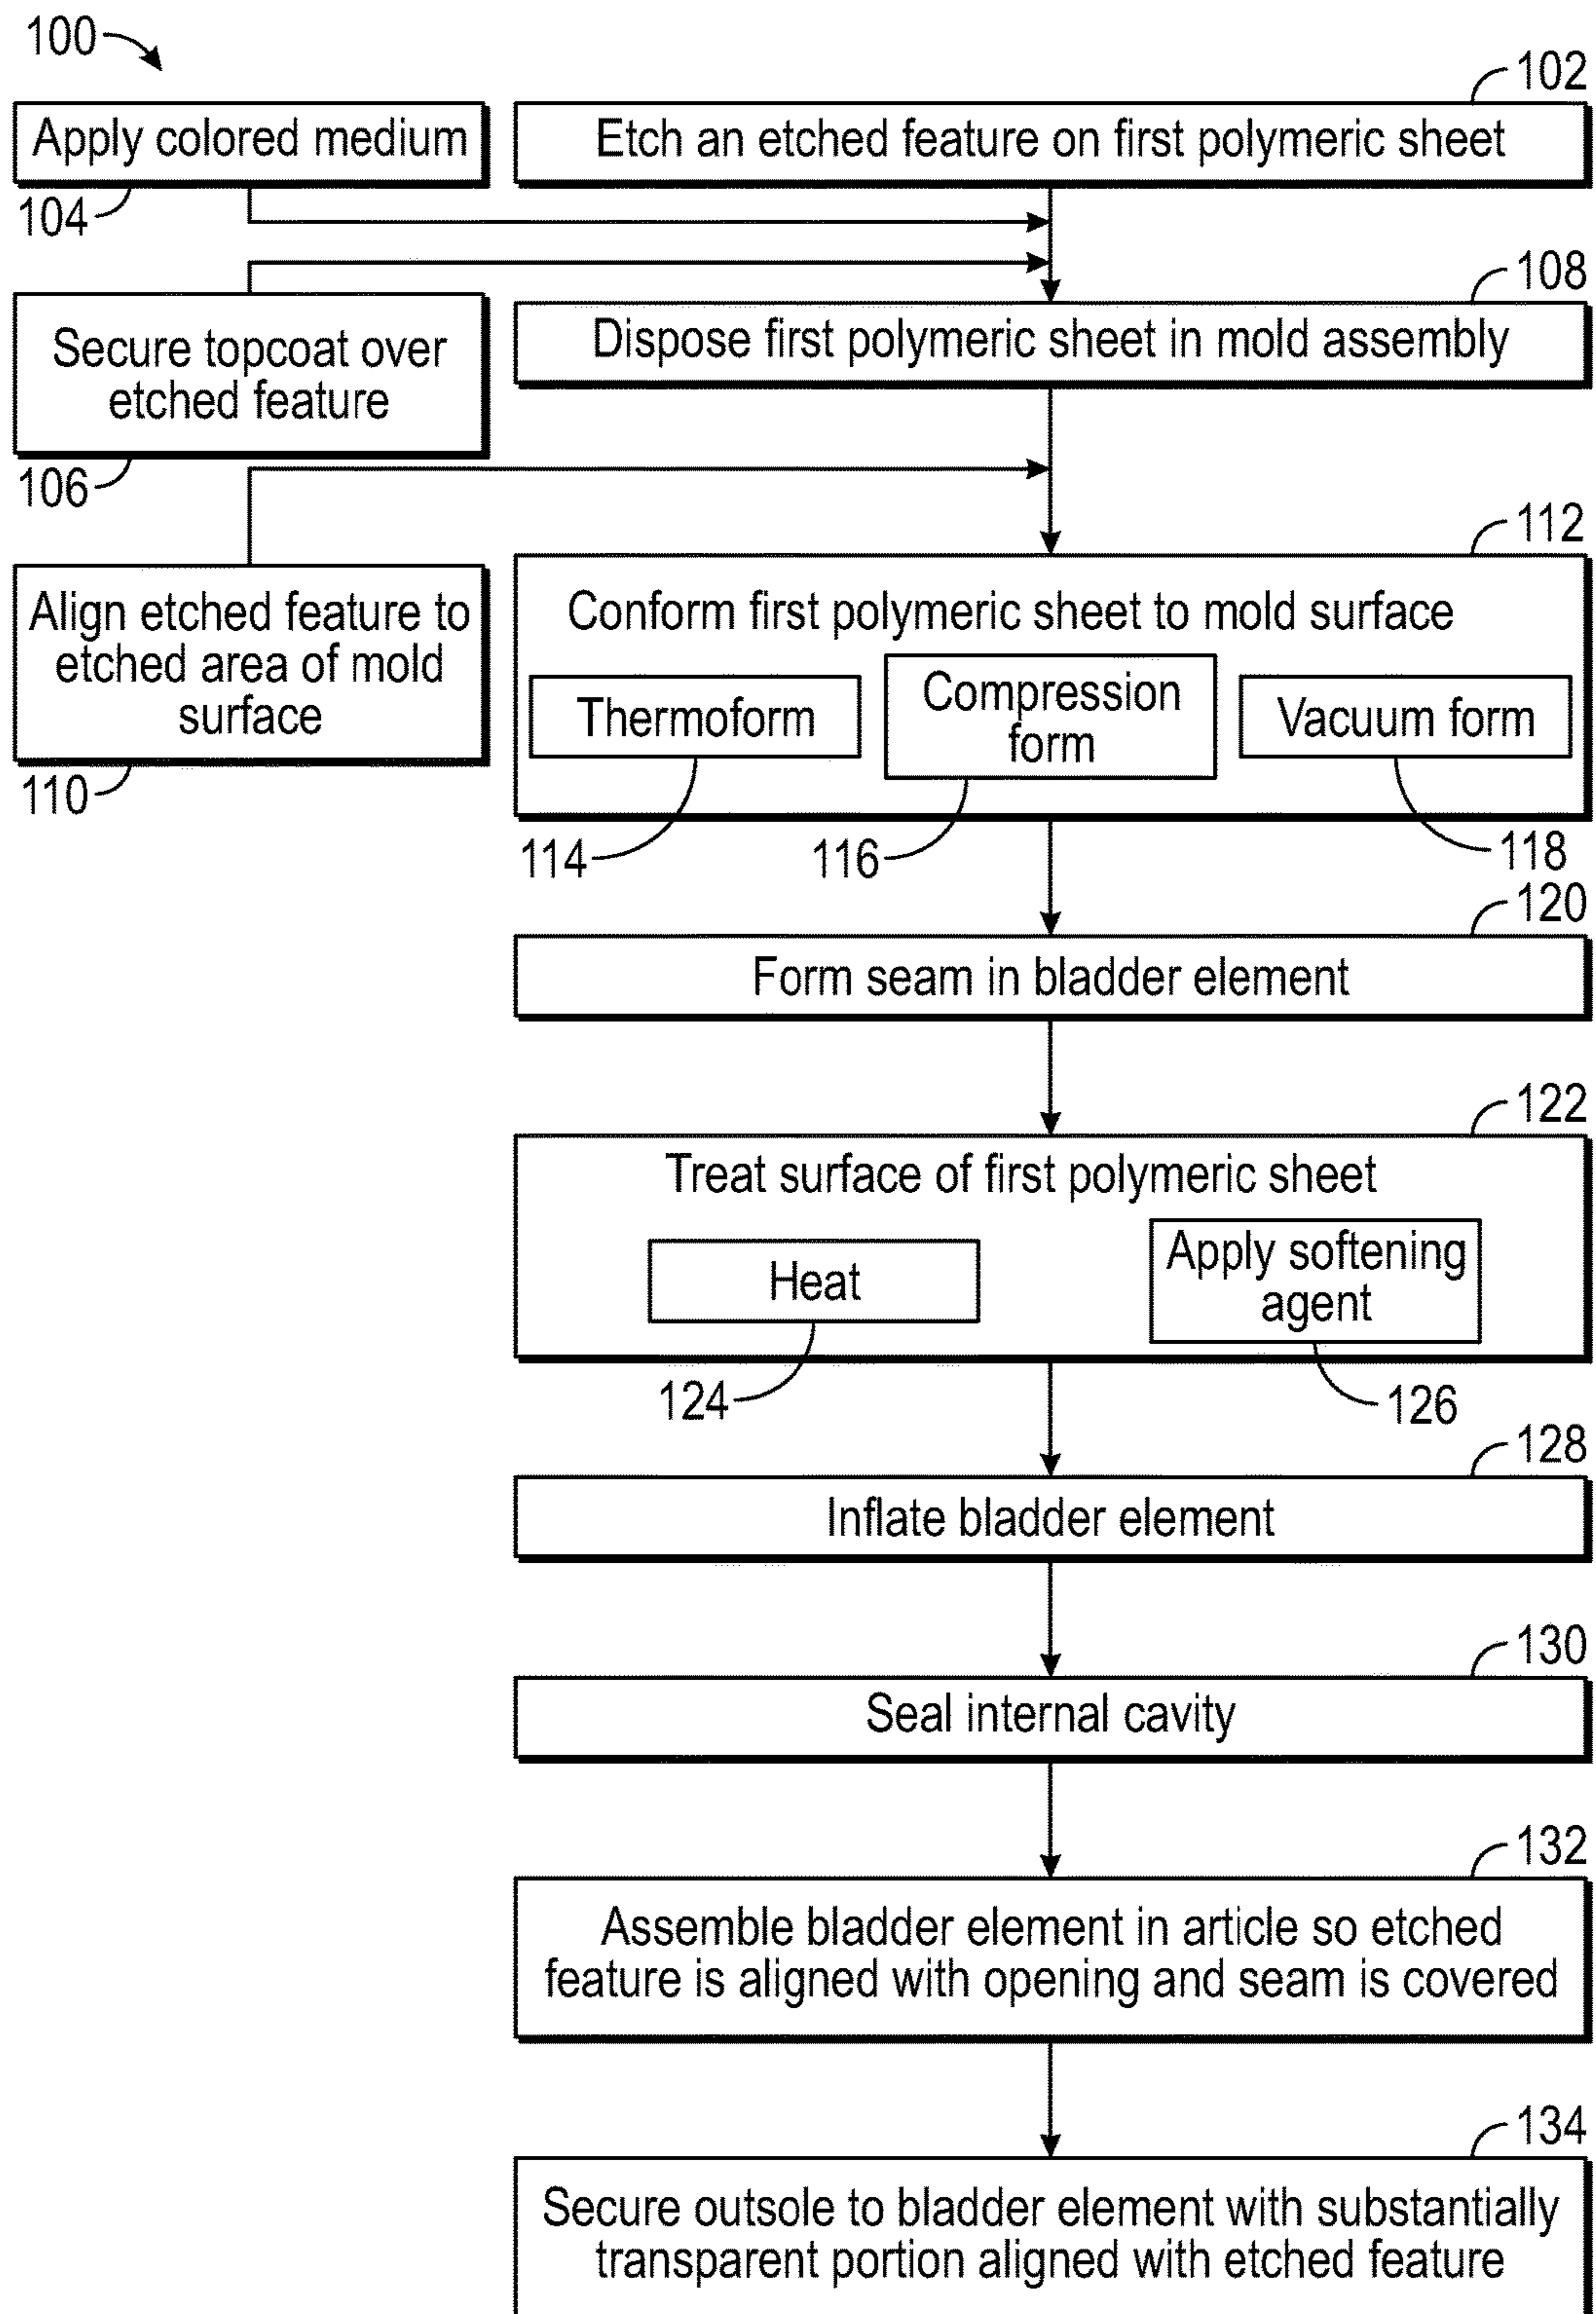 100
102
Apply colored medium
Etch an etched feature on first polymeric sheet
104
108
Secure topcoat over
etched feature
Dispose first polymeric sheet in mold assembly
106
112
Align etched feature to
etched area of mold
surface
110
Conform first polymeric sheet to mold surface
Thermoform
Compression
form
Vacuum form
114
116
118
120
Form seam in bladder element
122
Treat surface of first polymeric sheet
Heat
Apply softening
agent
124
126
128
Inflate bladder element
130
Seal internal cavity
132
Assemble bladder element in article so etched
feature is aligned with opening and seam is covered
134
Secure outsole to bladder element with substantially
transparent portion aligned with etched feature